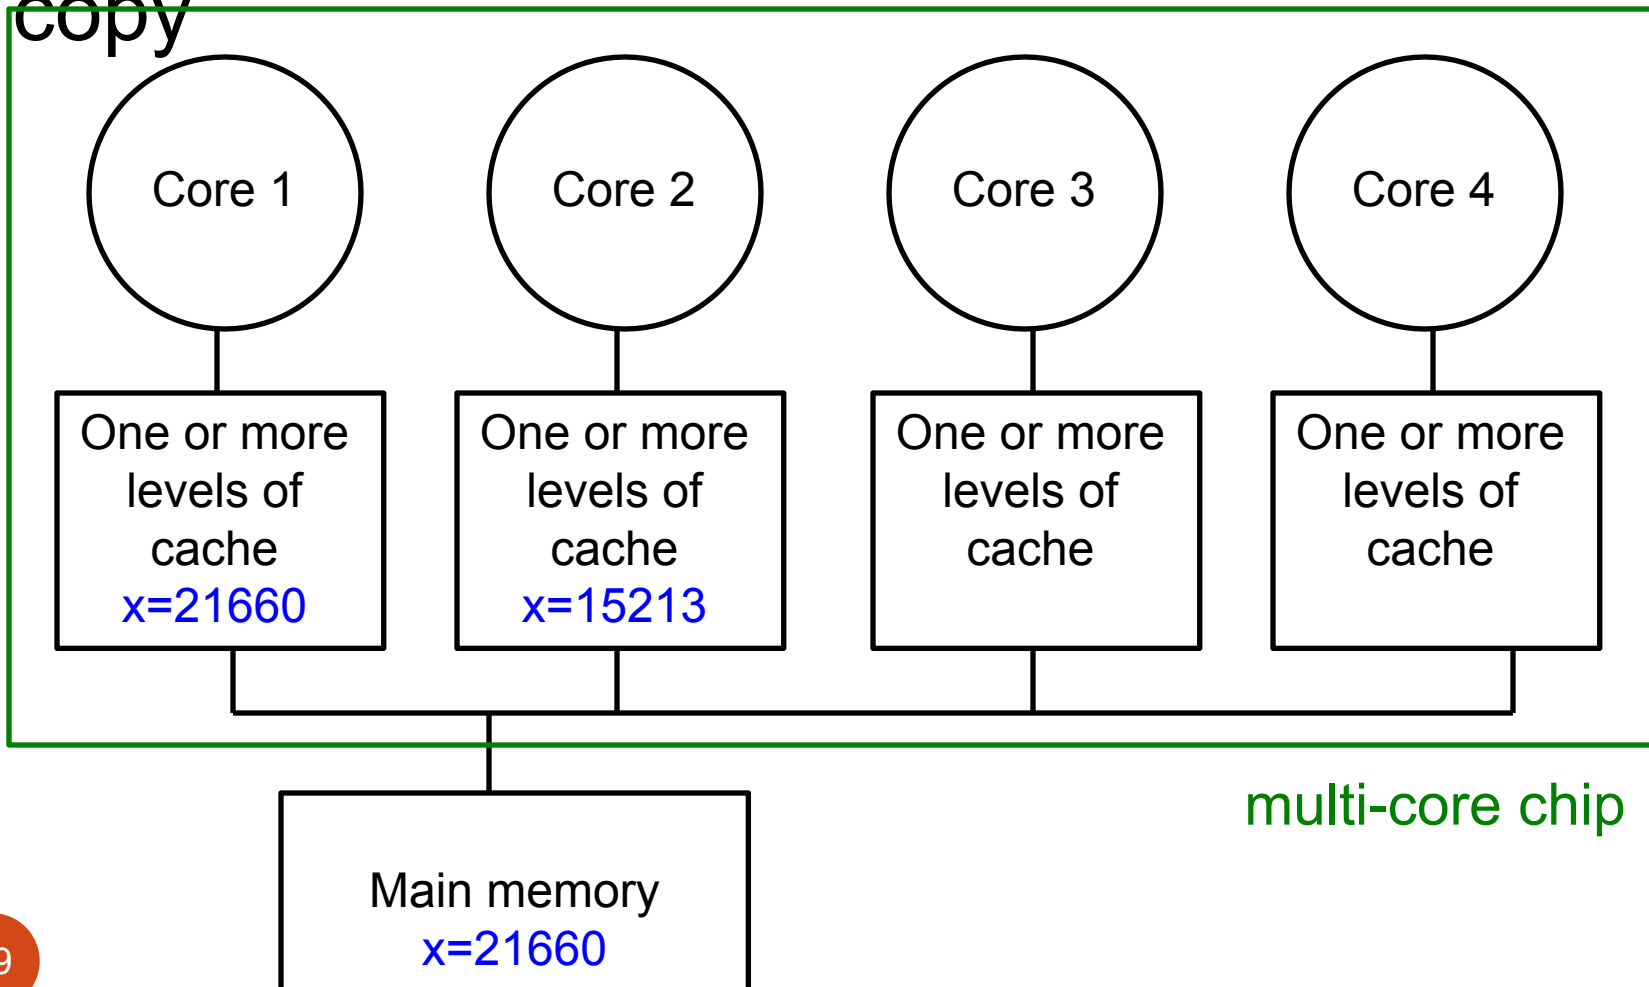 copy
Core 1
Core 2
Core 3
Core 4
One or more
levels of
cache
x=21660
One or more
levels of
cache
x=15213
One or more
levels of
cache
One or more
levels of
cache
multi-core chip
Main memory
x=21660
9